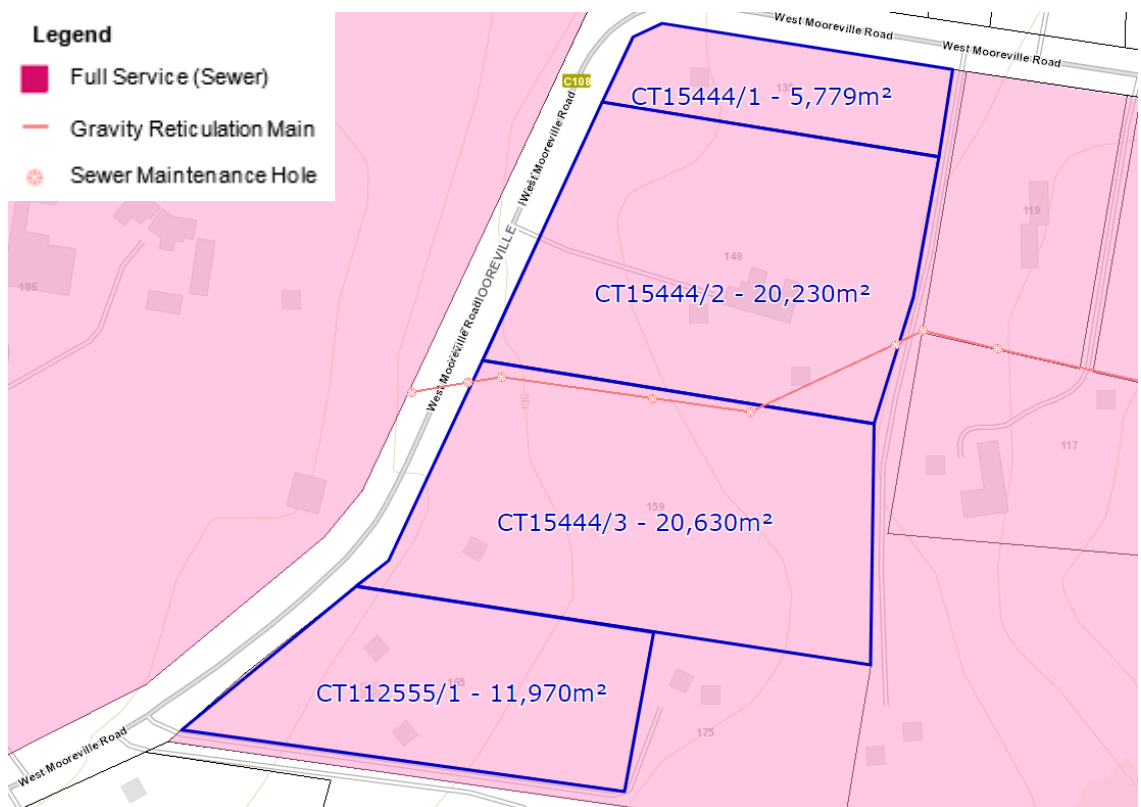 Legend
Full Service (Sewer)
Gravity Reticulation Main
Sewer Maintenance Hole
West Mooreville Road
West Mooreville Road
C108
West Mooreville Road
MOOREVILLE
West Mooreville Road
West Mooreville Road
West Mooreville Road
CT15444/1 - 5,779m²
119
186
149
CT15444/2 - 20,230m²
130
117
159
CT15444/3 - 20,630m²
165
CT112555/1 - 11,970m²
175